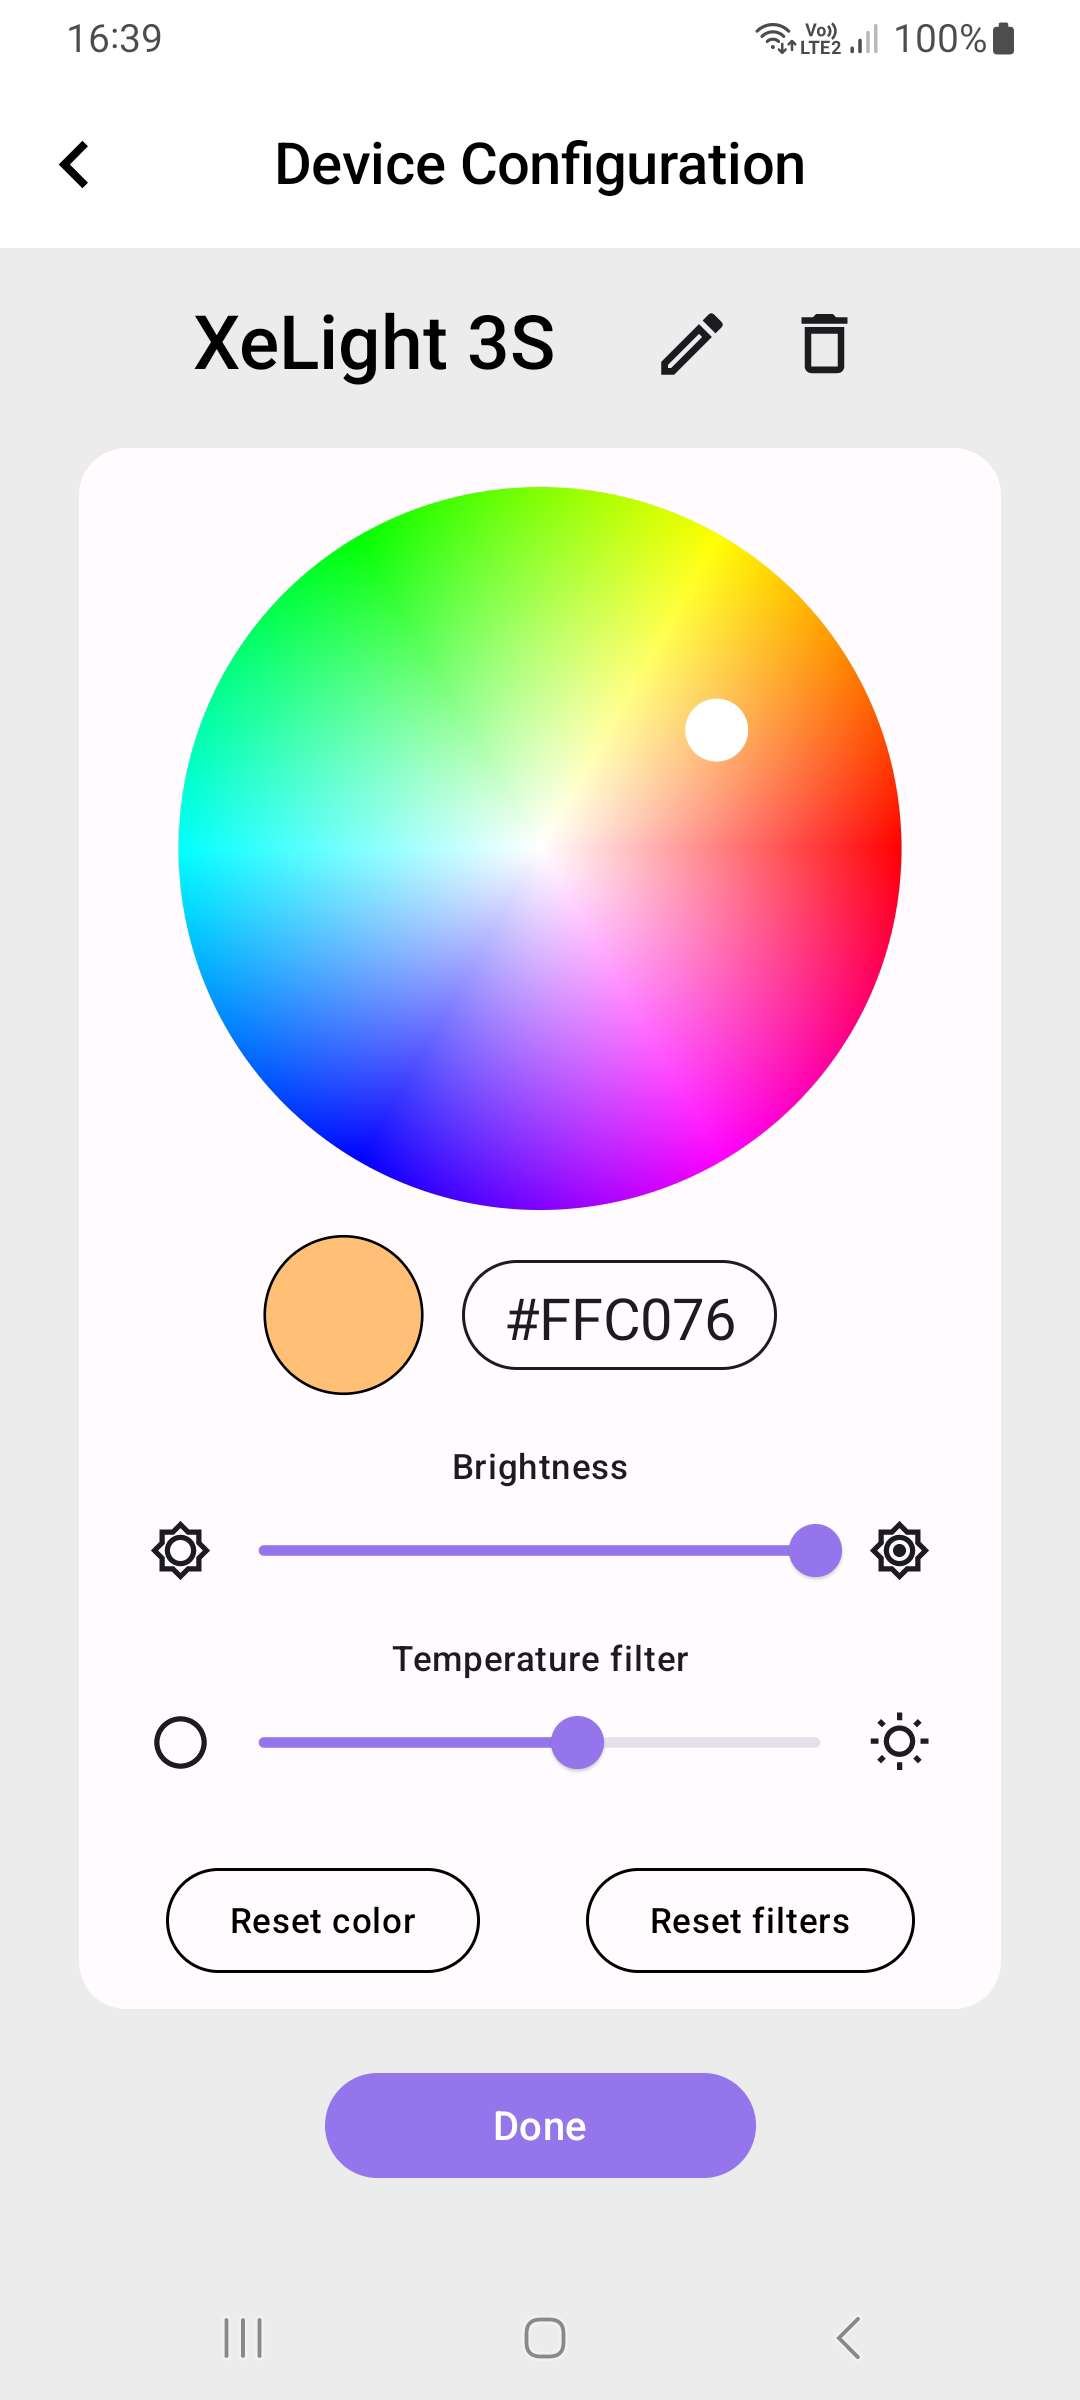 16:39 Vo)) LTE2 100%
Device Configuration
XeLight 3S
#FFC076
Brightness
Temperature filter
Reset color Reset filters
Done